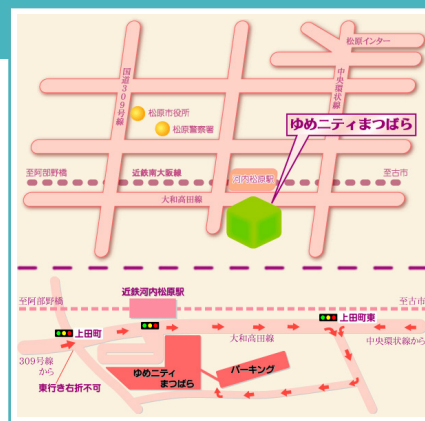 松原インター
国道309号線
中央環状線
松原市役所
松原警察署
ゆめニティまつばら
至阿部野橋
近鉄南大阪線
河内松原駅
至古市
大和高田線
近鉄河内松原駅
至阿部野橋
至古市
上田町
上田町東
大和高田線
中央環状線から
309号線
から
東行き右折不可
ゆめニティ
まつばら
パーキング